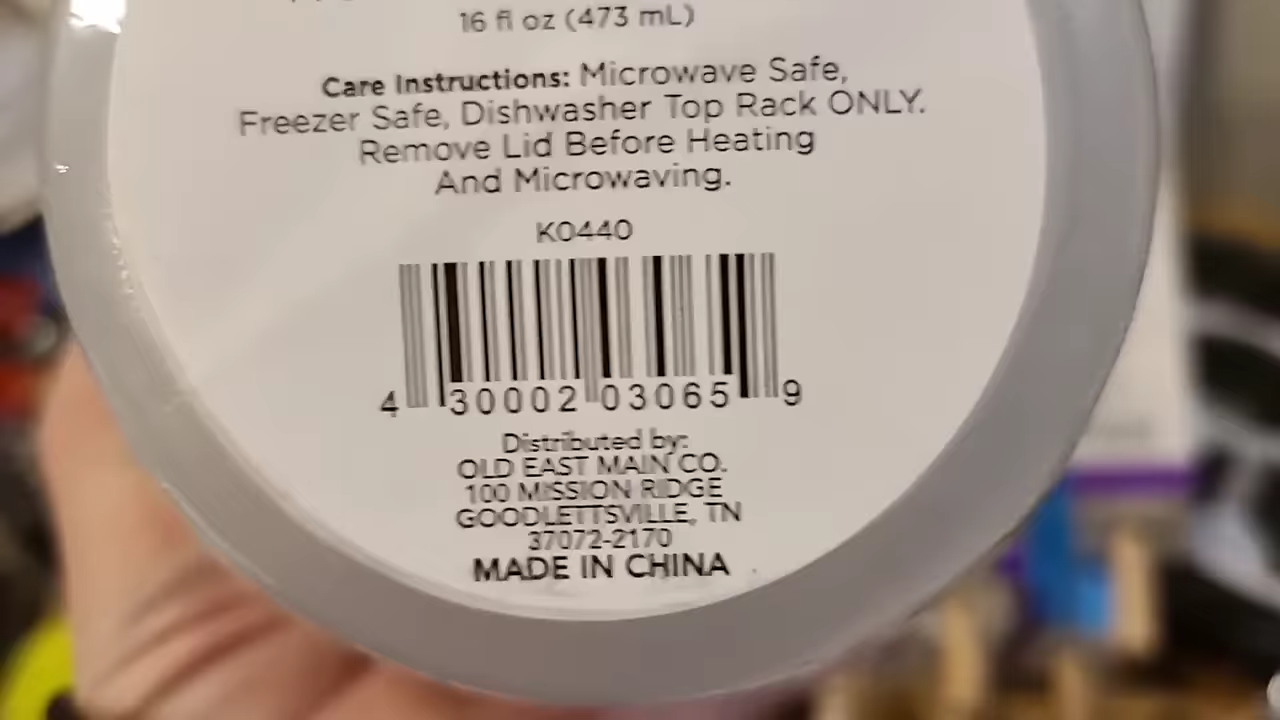 16 fl oz (473 mL)
Care Instructions: Microwave Safe,
Freezer Safe, Dishwasher Top Rack ONLY.
Remove Lid Before Heating
And Microwaving.
K0440
4 30002 03065 9
Distributed by:
OLD EAST MAIN CO.
100 MISSION RIDGE
GOODLETTSVILLE, TN
37072-2170
MADE IN CHINA